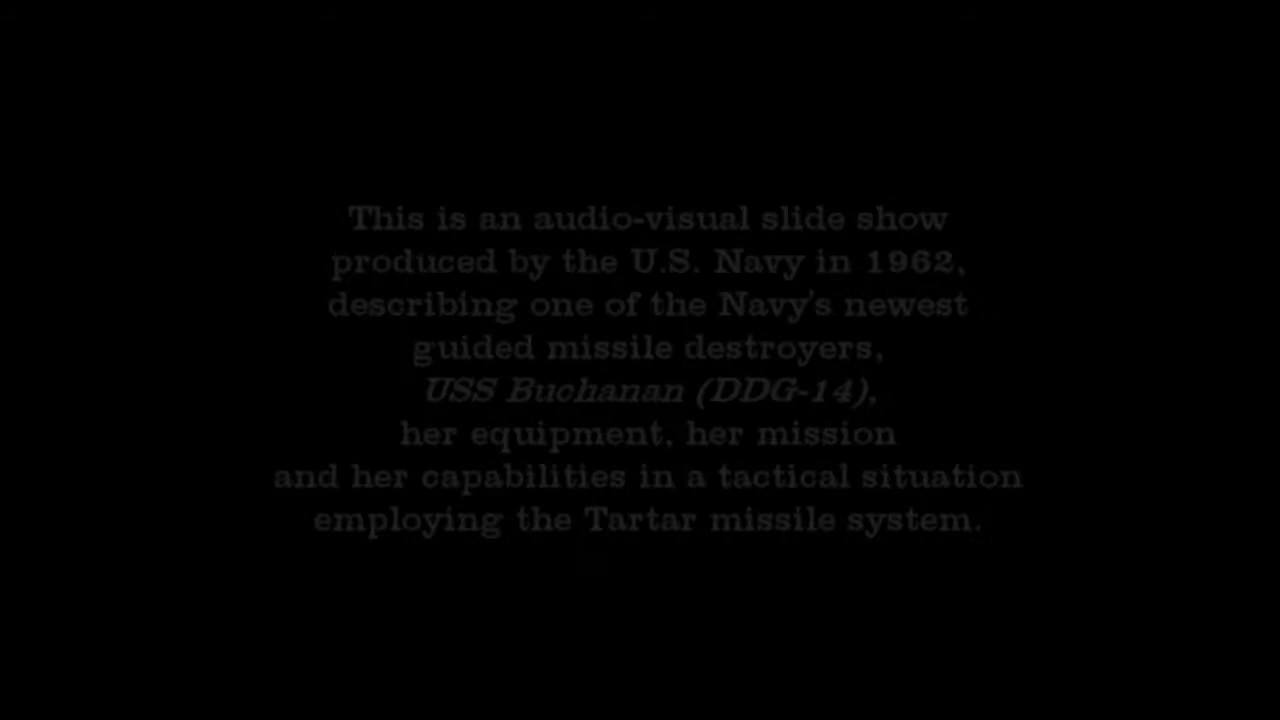 This is an audio-visual slide show
produced by the U.S. Navy in 1962,
describing one of the Navy's newest
guided missile destroyers,
USS Buchanan (DDG-14),
her equipment, her mission
and her capabilities in a tactical situation
employing the Tartar missile system.